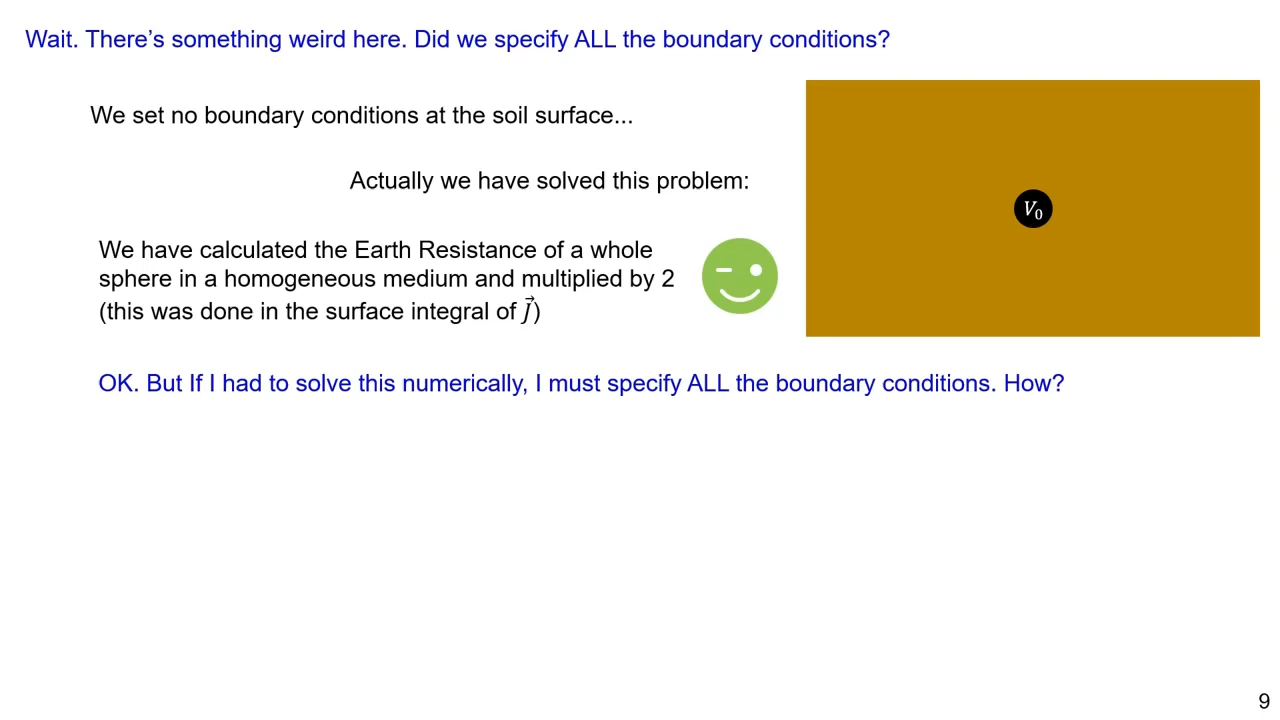 Wait. There’s something weird here. Did we specify ALL the boundary conditions?
We set no boundary conditions at the soil surface...
Actually we have solved this problem:
V₀
We have calculated the Earth Resistance of a whole
sphere in a homogeneous medium and multiplied by 2
(this was done in the surface integral of J⃗)
OK. But If I had to solve this numerically, I must specify ALL the boundary conditions. How?
9